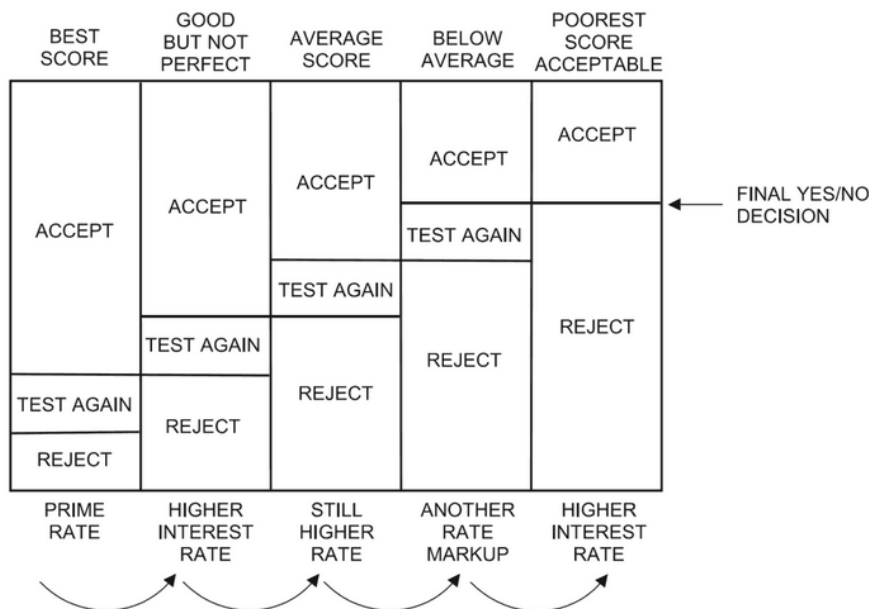 BEST
SCORE
GOOD
BUT NOT
PERFECT
AVERAGE
SCORE
BELOW
AVERAGE
POOREST
SCORE
ACCEPTABLE
ACCEPT
TEST AGAIN
REJECT
ACCEPT
TEST AGAIN
REJECT
ACCEPT
TEST AGAIN
REJECT
ACCEPT
TEST AGAIN
REJECT
ACCEPT
REJECT
FINAL YES/NO
DECISION
PRIME
RATE
HIGHER
INTEREST
RATE
STILL
HIGHER
RATE
ANOTHER
RATE
MARKUP
HIGHER
INTEREST
RATE